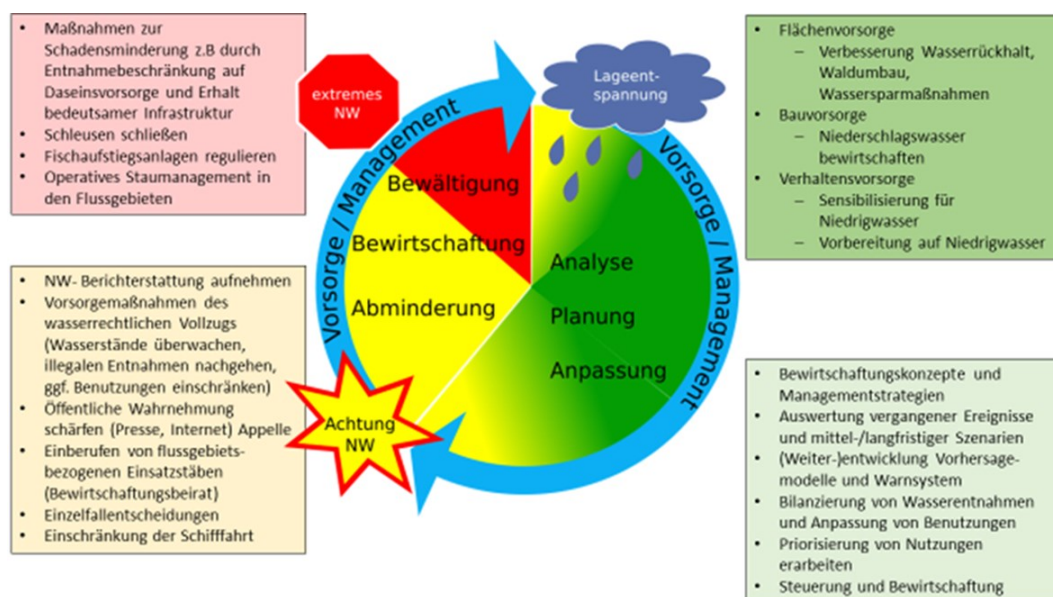 • Maßnahmen zur
Schadensminderung z.B durch
Entnahmebeschränkung auf
Daseinsvorsorge und Erhalt
bedeutsamer Infrastruktur
• Schleusen schließen
• Fischaufstiegsanlagen regulieren
• Operatives Staumanagement in
den Flussgebieten
extremes
NW
Lageent-
spannung
Vorsorge / Management
Vorsorge / Management
Bewältigung
Bewirtschaftung
Abminderung
Analyse
Planung
Anpassung
Achtung
NW
• Flächenvorsorge
– Verbesserung Wasserrückhalt,
Waldumbau,
Wassersparmaßnahmen
• Bauvorsorge
– Niederschlagswasser
bewirtschaften
• Verhaltensvorsorge
– Sensibilisierung für
Niedrigwasser
– Vorbereitung auf Niedrigwasser
• NW- Berichterstattung aufnehmen
• Vorsorgemaßnahmen des
wasserrechtlichen Vollzugs
(Wasserstände überwachen,
illegalen Entnahmen nachgehen,
ggf. Benutzungen einschränken)
• Öffentliche Wahrnehmung
schärfen (Presse, Internet) Appelle
• Einberufen von flussgebiets-
bezogenen Einsatzstäben
(Bewirtschaftungsbeirat)
• Einzelfallentscheidungen
• Einschränkung der Schifffahrt
• Bewirtschaftungskonzepte und
Managementstrategien
• Auswertung vergangener Ereignisse
und mittel-/langfristiger Szenarien
• (Weiter-)entwicklung Vorhersage-
modelle und Warnsystem
• Bilanzierung von Wasserentnahmen
und Anpassung von Benutzungen
• Priorisierung von Nutzungen
erarbeiten
• Steuerung und Bewirtschaftung